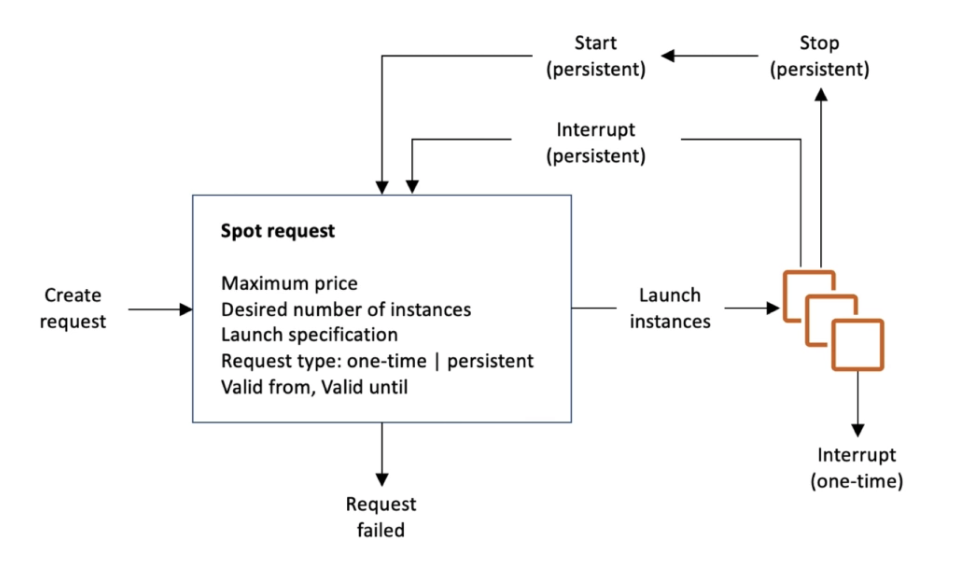 Start
(persistent)
Stop
(persistent)
Interrupt
(persistent)
Spot request
Maximum price
Desired number of instances
Launch specification
Request type: one-time | persistent
Valid from, Valid until
Create
request
Launch
instances
Interrupt
(one-time)
Request
failed